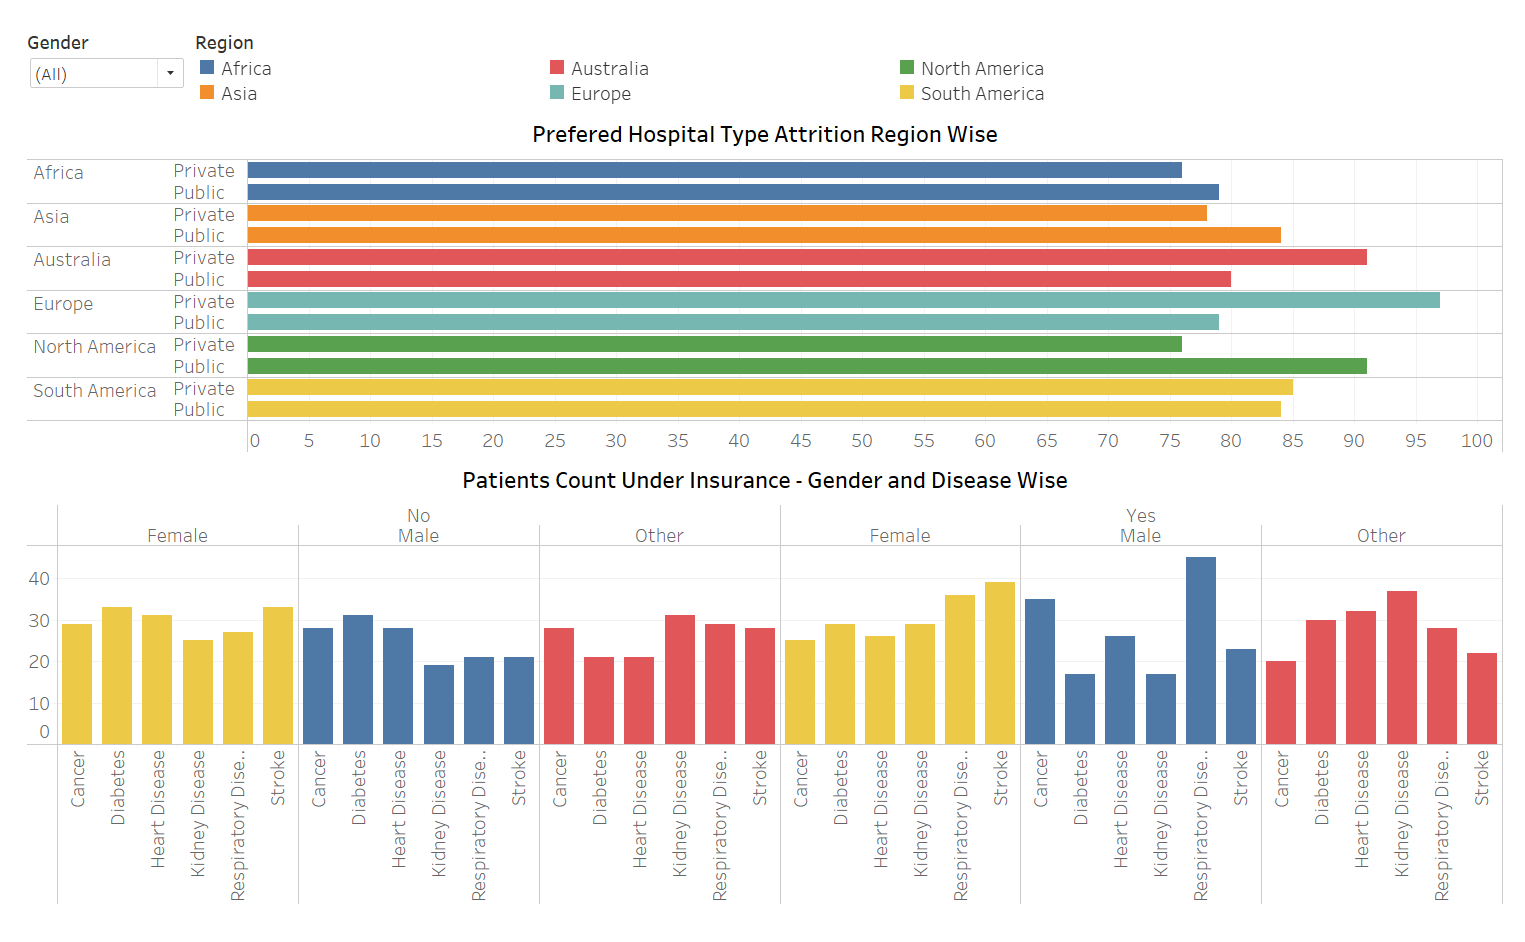 Gender
Region
(All)
Africa
Australia
North America
Asia
Europe
South America
Prefered Hospital Type Attrition Region Wise
Africa Private
Public
Asia Private
Public
Australia Private
Public
Europe Private
Public
North America Private
Public
South America Private
Public
0 5 10 15 20 25 30 35 40 45 50 55 60 65 70 75 80 85 90 95 100
Patients Count Under Insurance - Gender and Disease Wise
No Yes
Female Male Other Female Male Other
40
30
20
10
0
Cancer
Diabetes
Heart Disease
Kidney Disease
Respiratory Dise..
Stroke
Cancer
Diabetes
Heart Disease
Kidney Disease
Respiratory Dise..
Stroke
Cancer
Diabetes
Heart Disease
Kidney Disease
Respiratory Dise..
Stroke
Cancer
Diabetes
Heart Disease
Kidney Disease
Respiratory Dise..
Stroke
Cancer
Diabetes
Heart Disease
Kidney Disease
Respiratory Dise..
Stroke
Cancer
Diabetes
Heart Disease
Kidney Disease
Respiratory Dise..
Stroke